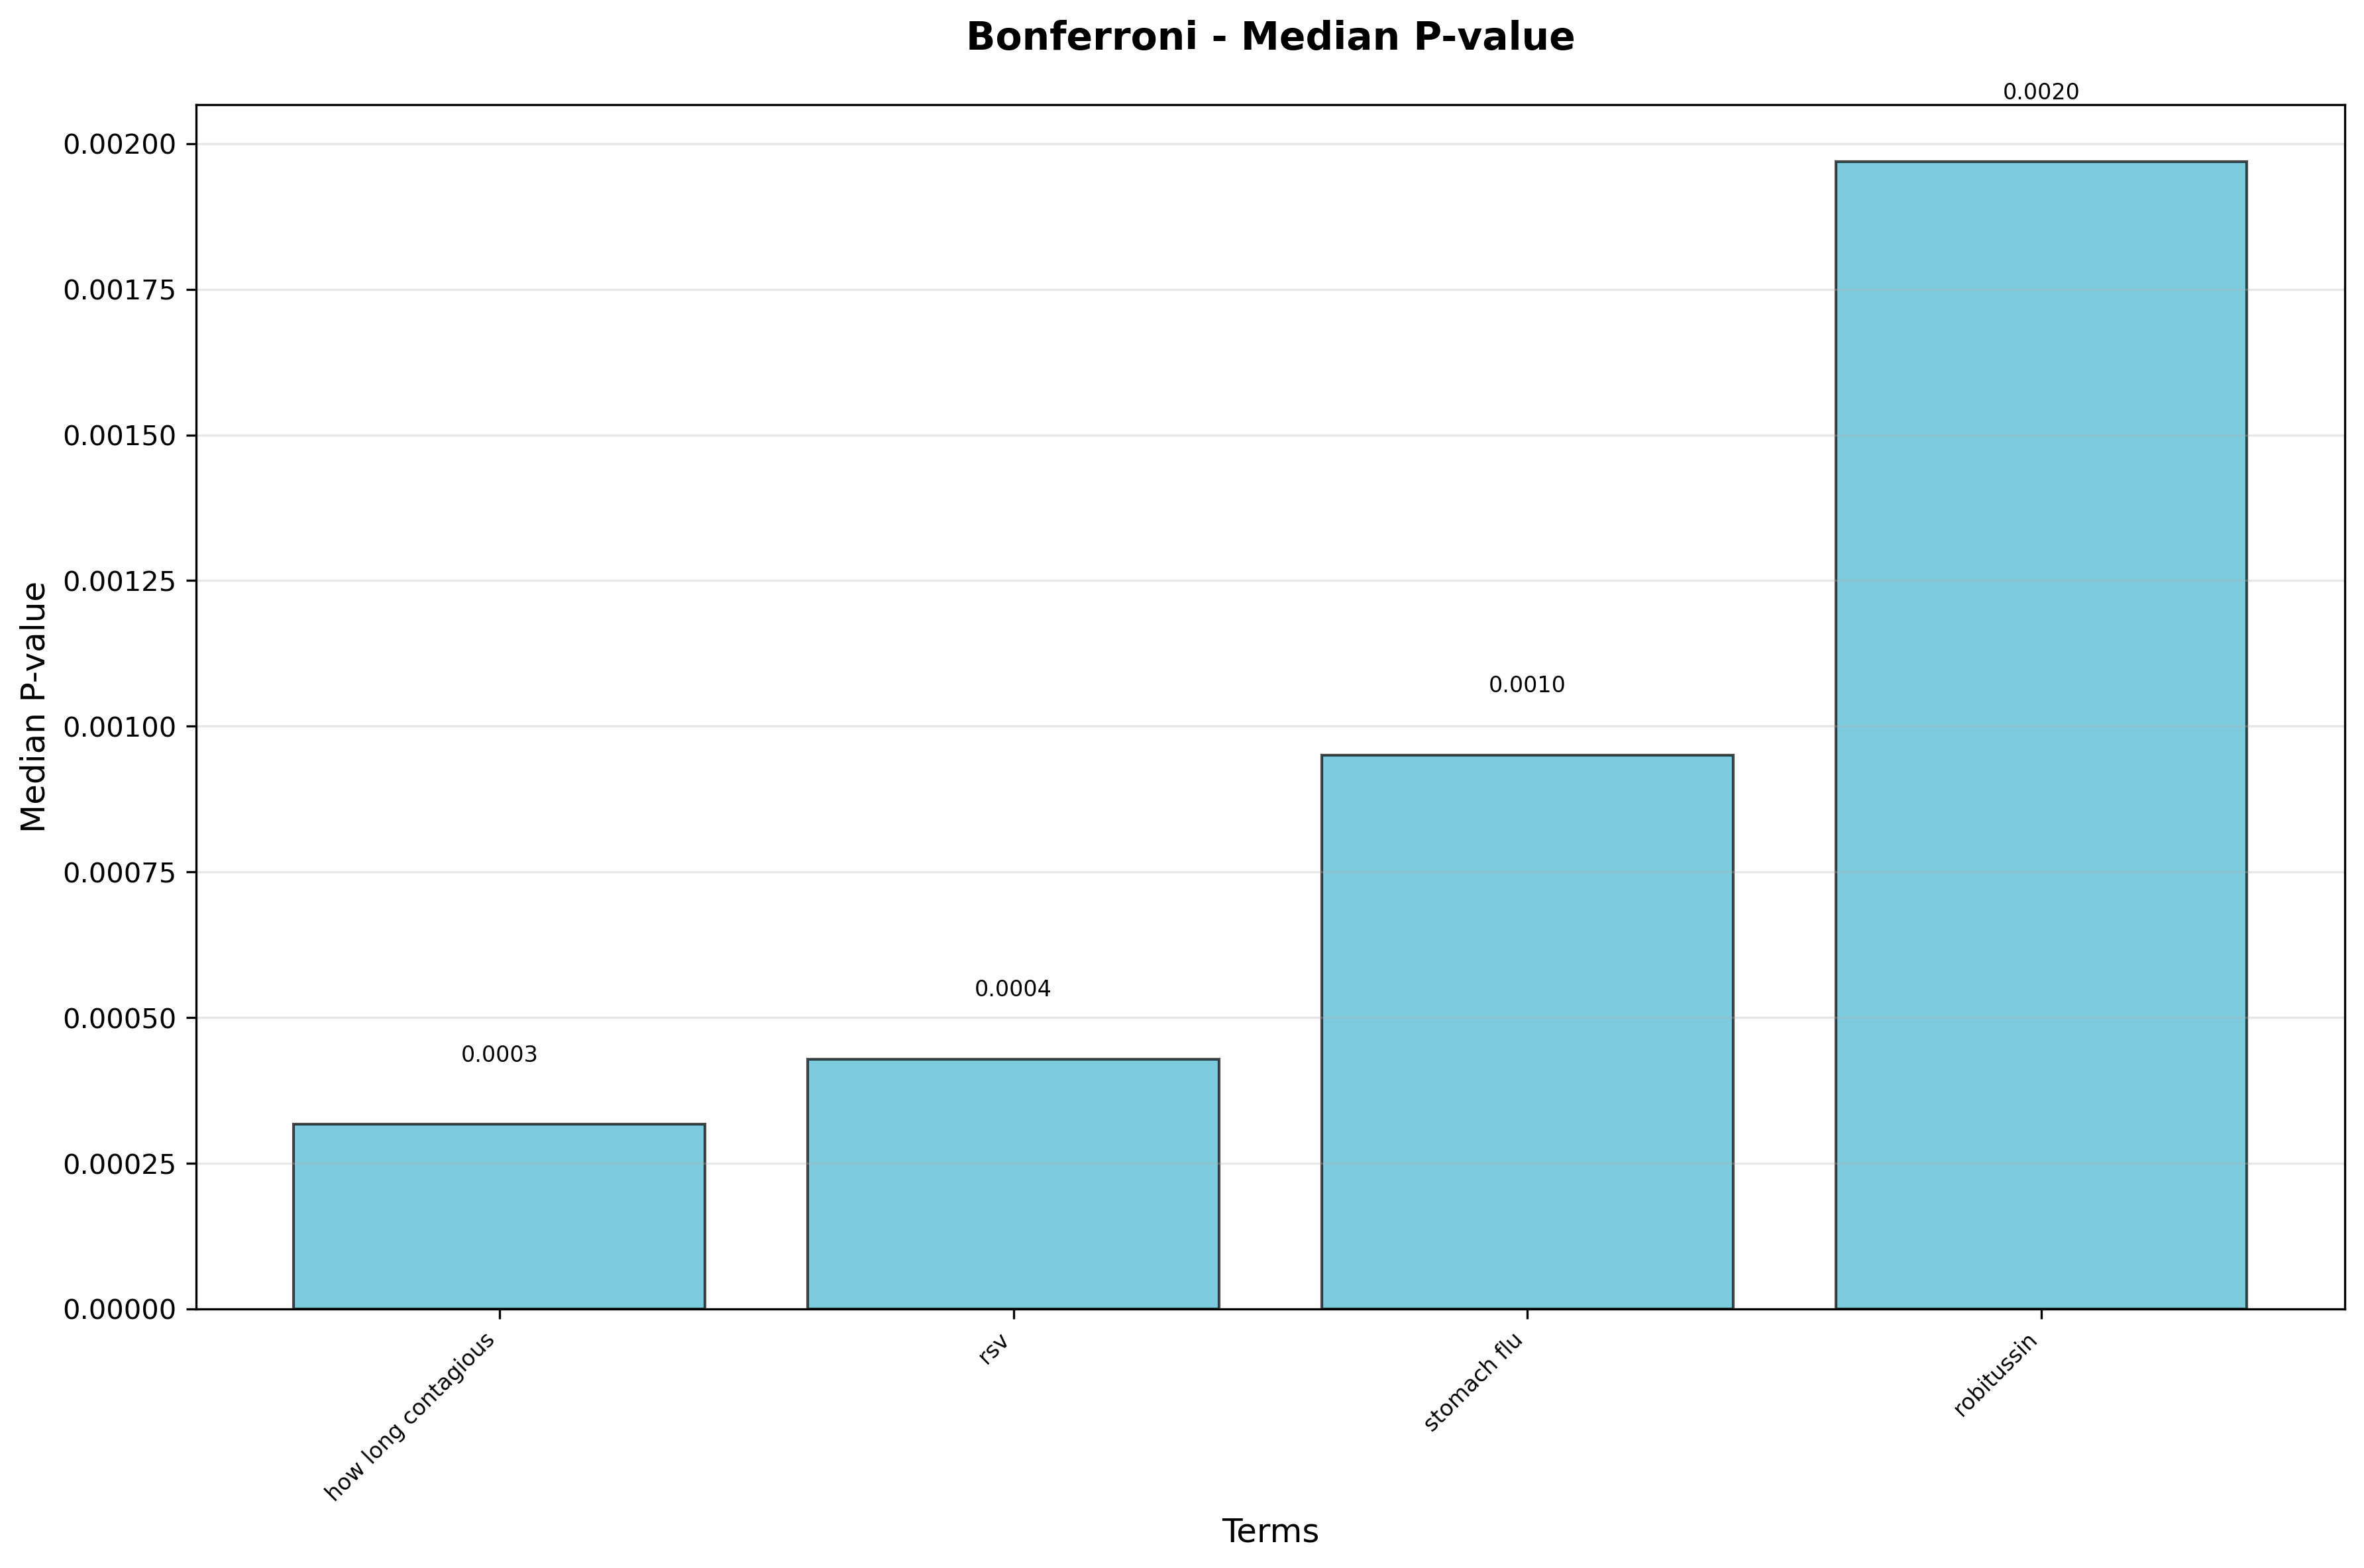 Bonferroni - Median P-value
0.0020
0.00200
0.00175
0.00150
0.00125
0.0010
0.00100
0.00075
0.0004
0.00050
0.0003
0.00025
0.00000
Median P-value
how long contagious
rsv
stomach flu
robitussin
Terms